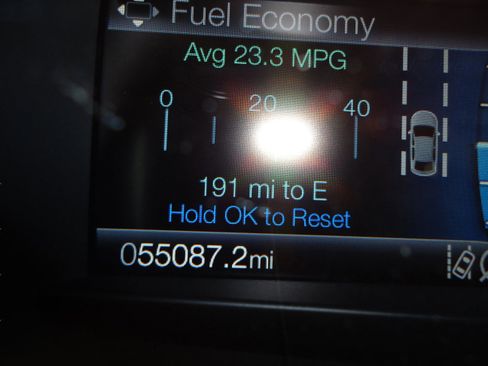 Fuel Economy
Avg 23.3 MPG
0 20 40
191 mi to E
Hold OK to Reset
055087.2mi